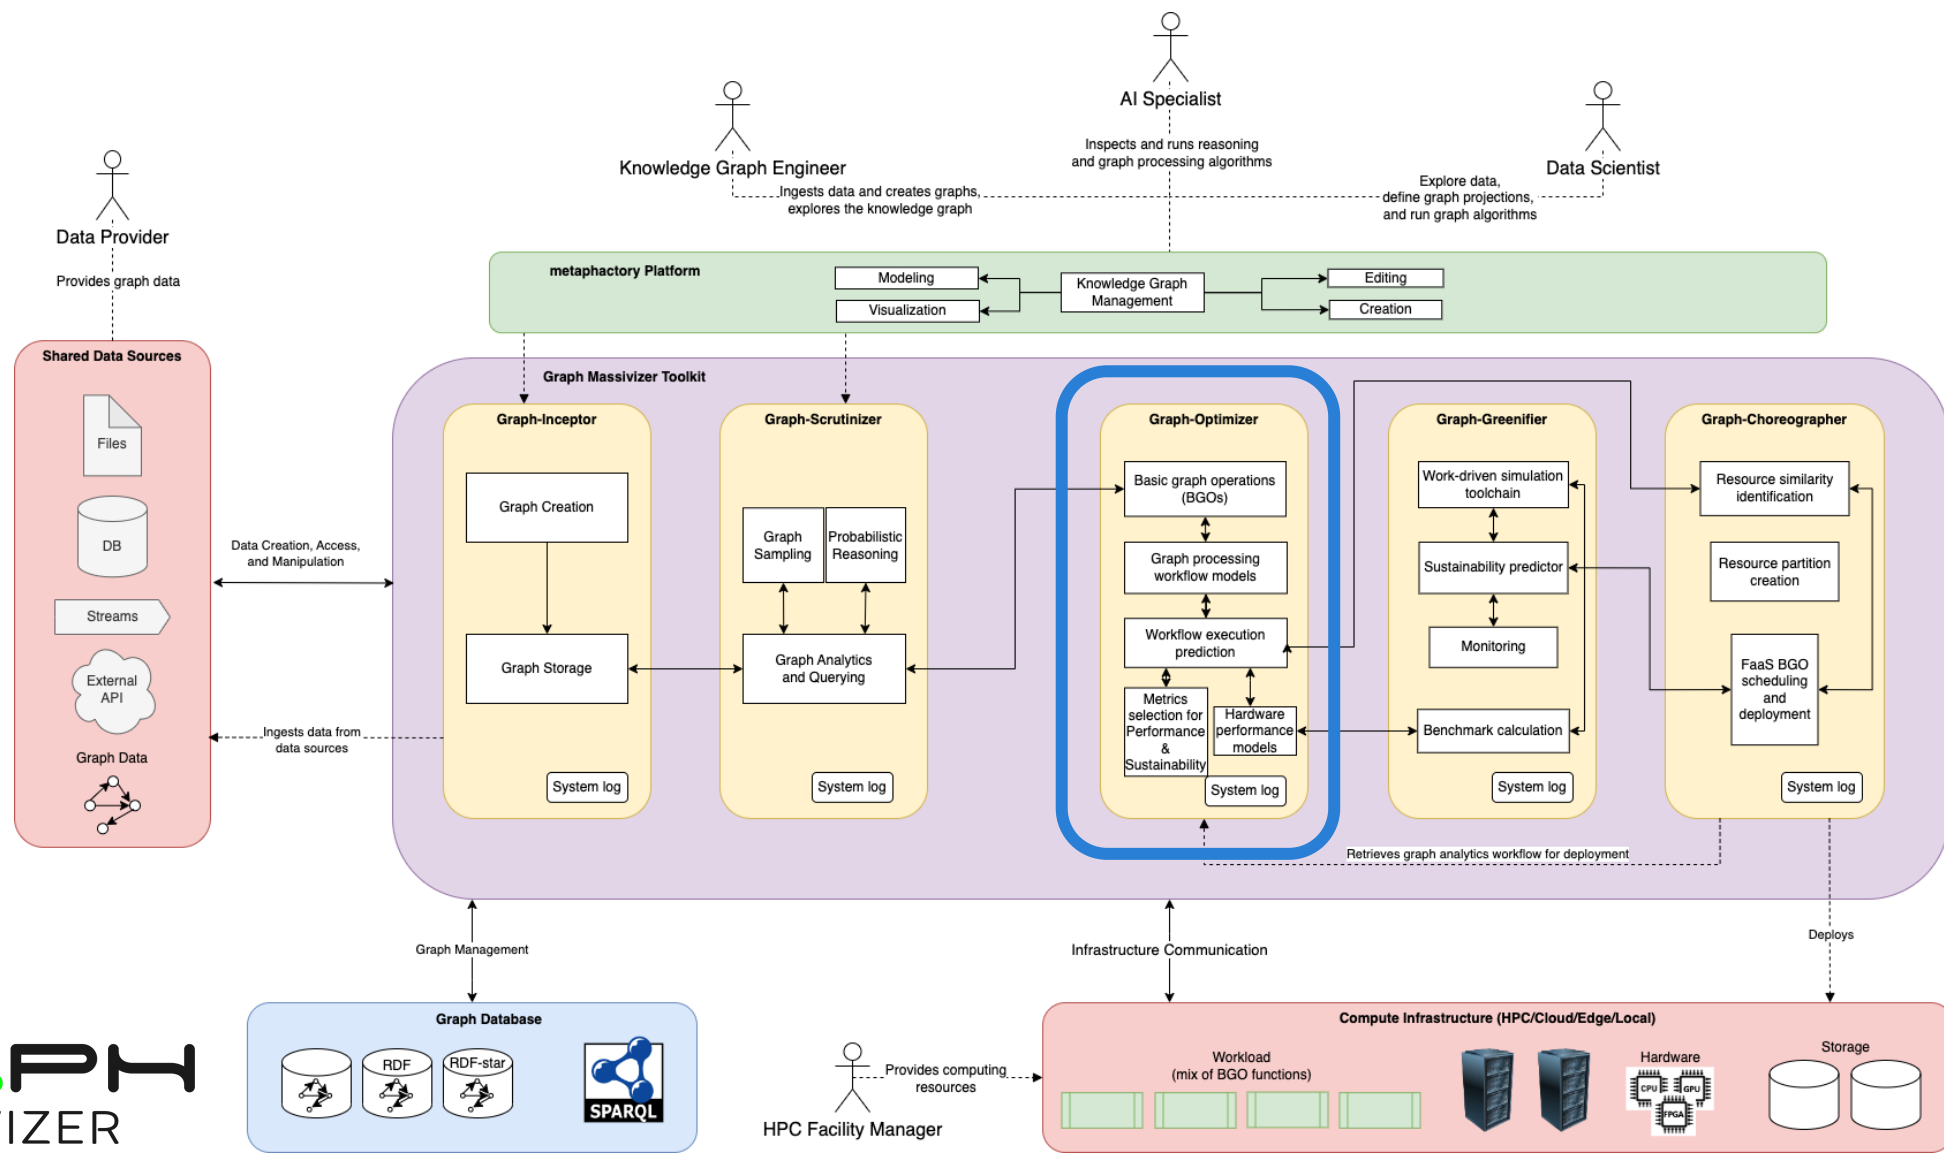 AI Specialist
Inspects and runs reasoning
and graph processing algorithms
Knowledge Graph Engineer
Ingests data and creates graphs,
explores the knowledge graph
Data Scientist
Explore data,
define graph projections,
and run graph algorithms
Data Provider
Provides graph data
metaphactory Platform
Modeling
Visualization
Knowledge Graph
Management
Editing
Creation
Shared Data Sources
Files
DB
Streams
External
API
Graph Data
Data Creation, Access,
and Manipulation
Ingests data from
data sources
Graph Massivizer Toolkit
Graph-Inceptor
Graph Creation
Graph Storage
System log
Graph-Scrutinizer
Graph
Sampling
Probabilistic
Reasoning
Graph Analytics
and Querying
System log
Graph-Optimizer
Basic graph operations
(BGOs)
Graph processing
workflow models
Workflow execution
prediction
Metrics
selection for
Performance
&
Sustainability
Hardware
performance
models
System log
Graph-Greenifier
Work-driven simulation
toolchain
Sustainability predictor
Monitoring
Benchmark calculation
System log
Graph-Choreographer
Resource similarity
identification
Resource partition
creation
FaaS BGO
scheduling
and
deployment
System log
Retrieves graph analytics workflow for deployment
Graph Management
Infrastructure Communication
Deploys
Graph Database
RDF
RDF-star
SPARQL
HPC Facility Manager
Provides computing
resources
Compute Infrastructure (HPC/Cloud/Edge/Local)
Workload
(mix of BGO functions)
Hardware
CPU
GPU
FPGA
Storage
PH
IZER